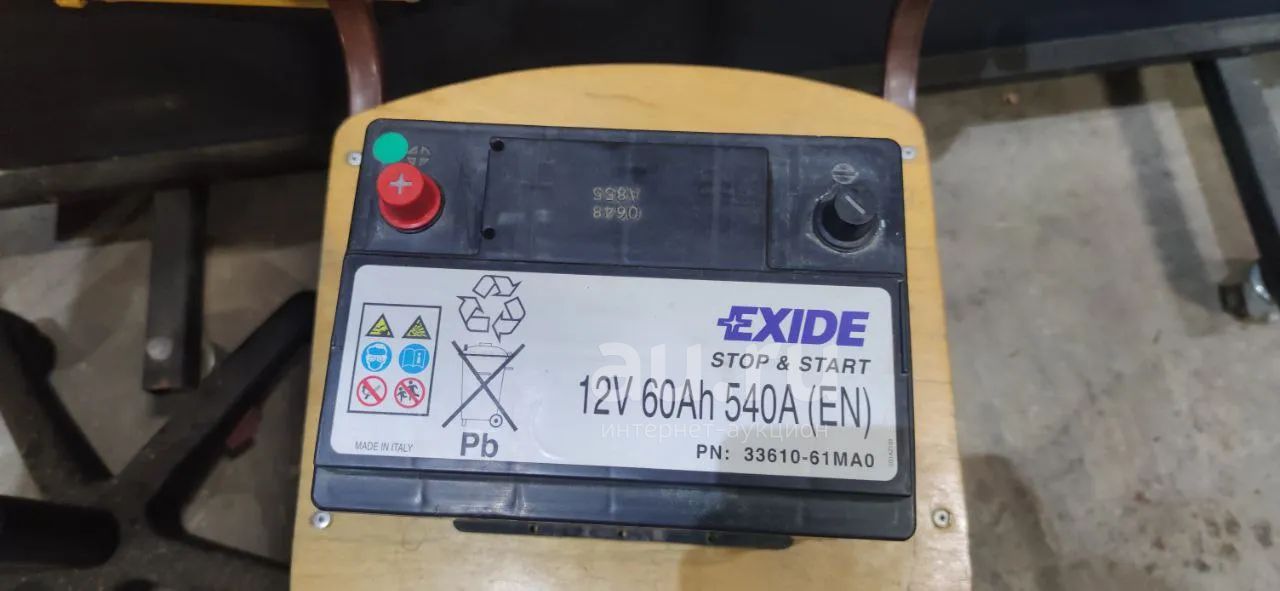 A855
0648
EXIDE
STOP & START
12V 60Ah 540A (EN)
PN: 33610-61MA0
Pb
MADE IN ITALY
au.ru
интернет-аукцион